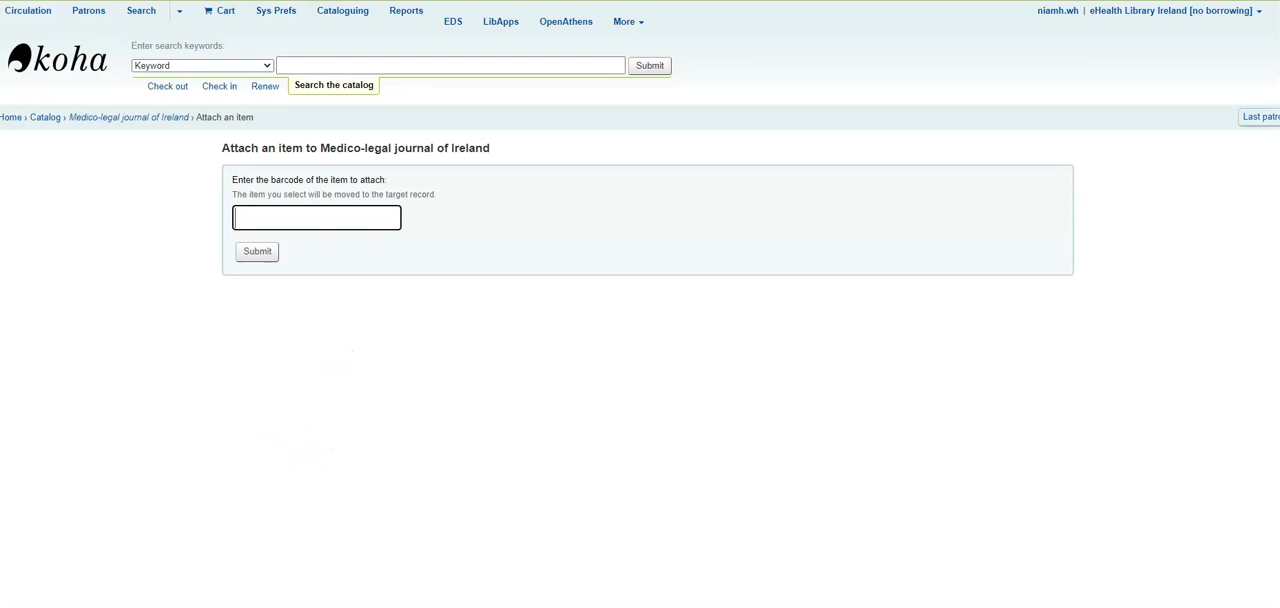 Circulation Patrons Search Cart Sys Prefs Cataloguing Reports
EDS LibApps OpenAthens More
niamh.wh | eHealth Library Ireland [no borrowing]
koha
Enter search keywords:
Keyword Submit
Check out Check in Renew Search the catalog
Home › Catalog › Medico-legal journal of Ireland › Attach an item
Last patro
Attach an item to Medico-legal journal of Ireland
Enter the barcode of the item to attach:
The item you select will be moved to the target record.
Submit